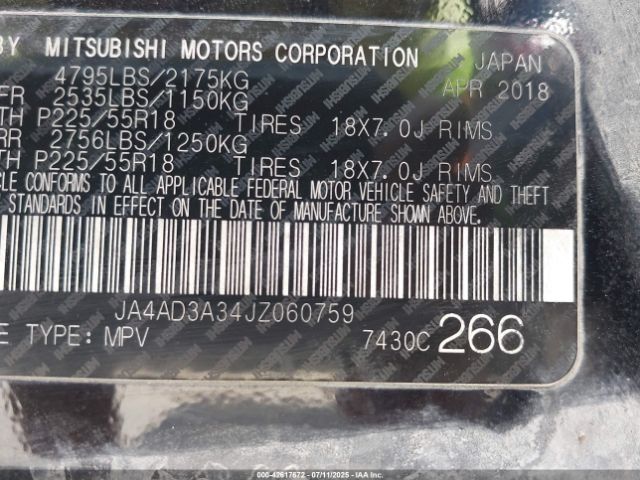 BY MITSUBISHI MOTORS CORPORATION JAPAN
4795LBS/2175KG APR 2018
FR 2535LBS/1150KG
TH P225/55R18 TIRES 18X7.0J RIMS
RR 2756LBS/1250KG
TH P225/55R18 TIRES 18X7.0J RIMS
CLE CONFORMS TO ALL APPLICABLE FEDERAL MOTOR VEHICLE SAFETY AND THEFT
STANDARDS IN EFFECT ON THE DATE OF MANUFACTURE SHOWN ABOVE.
JA4AD3A34JZ060759
E TYPE: MPV 7430C 266
000-42617672 - 07/11/2025 - IAAI.COM